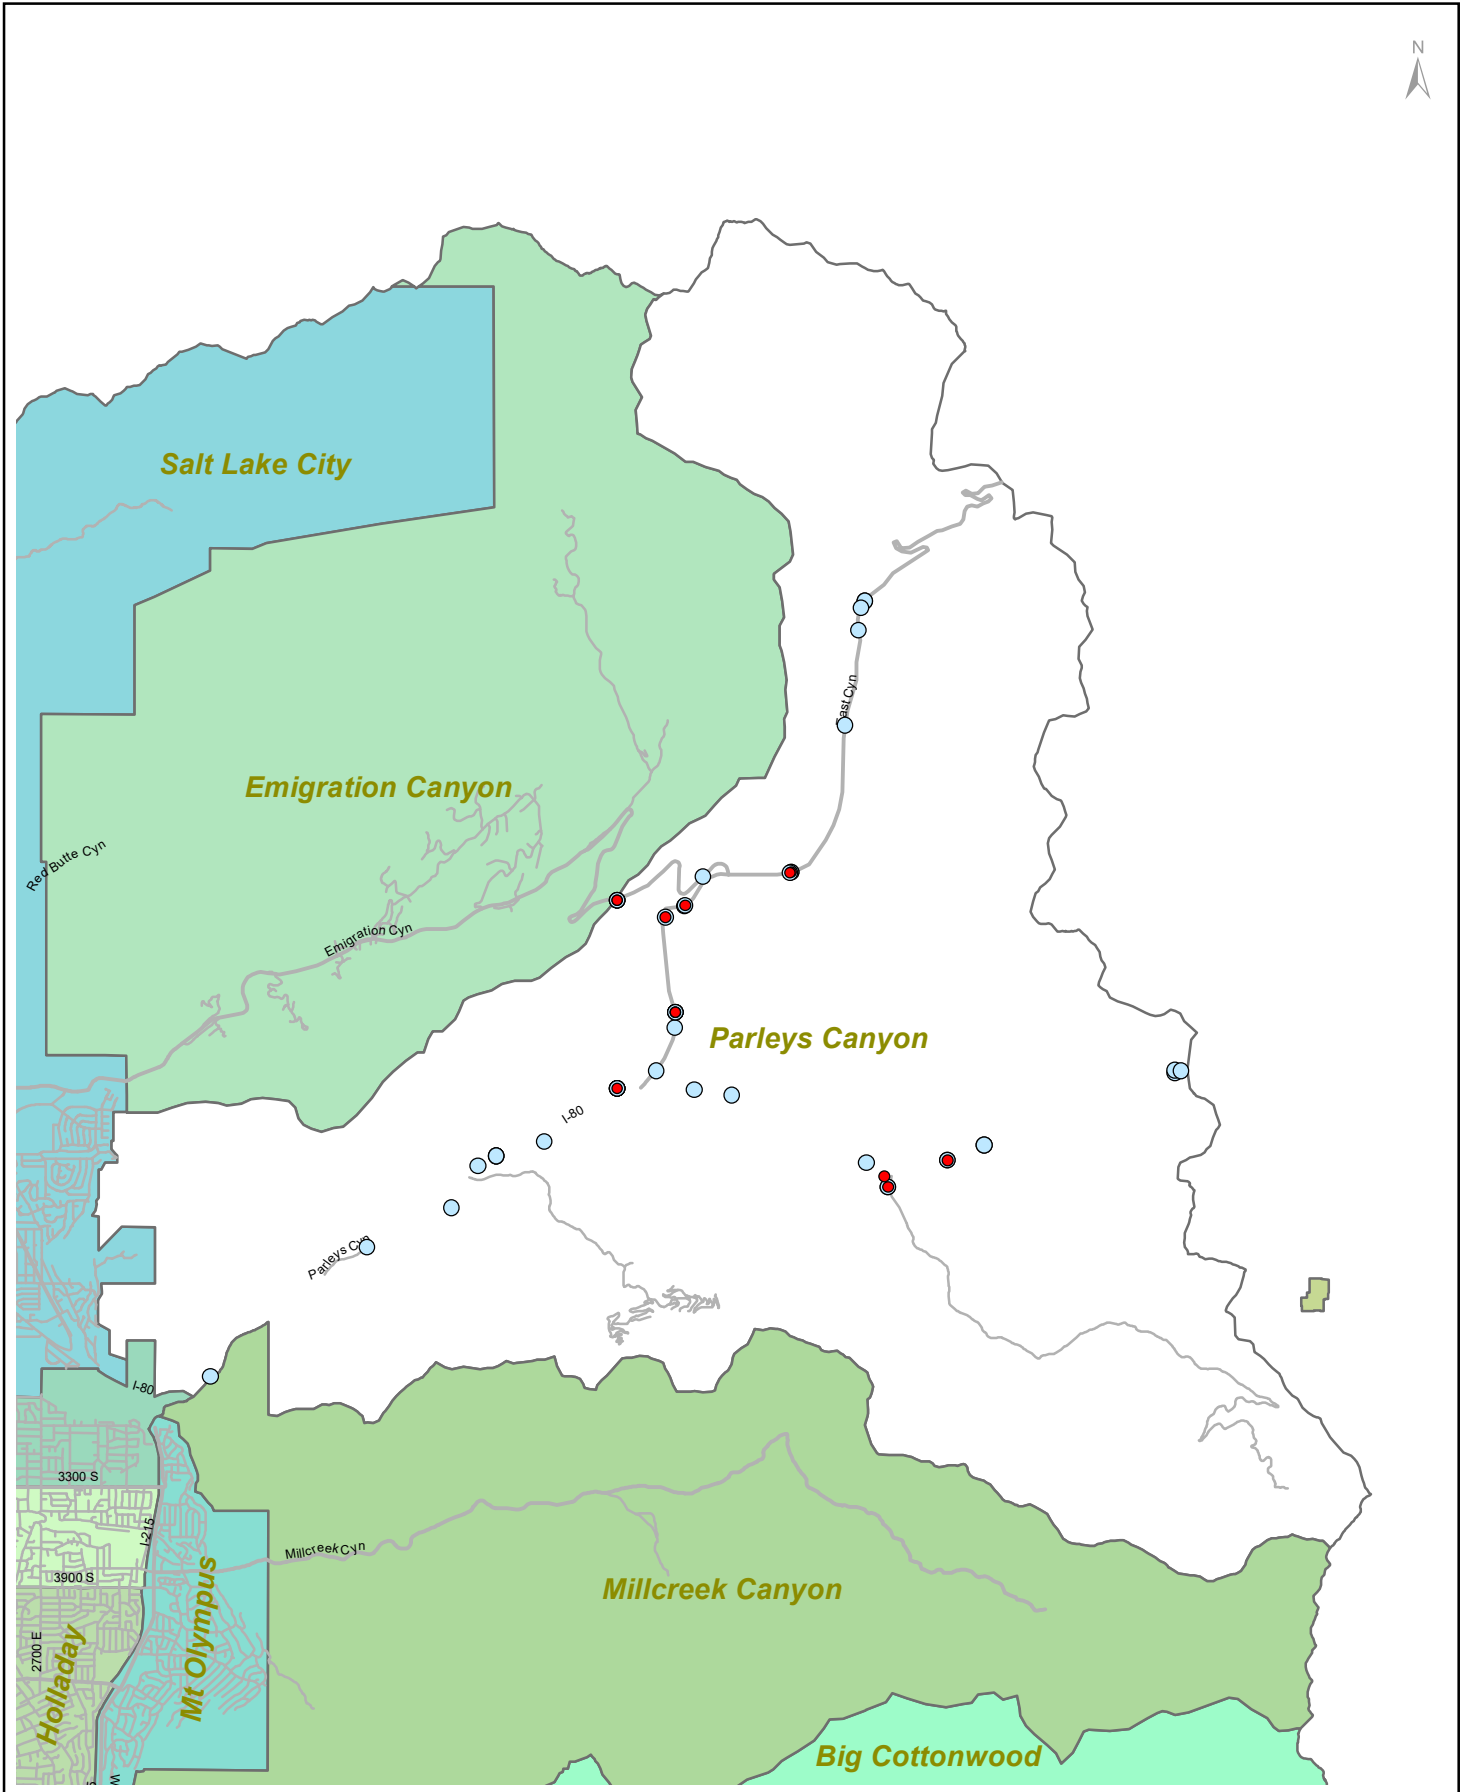 N
Salt Lake City
East Cyn
Emigration Canyon
Red Butte Cyn
Emigration Cyn
Parleys Canyon
I-80
Parleys Cyn
I-80
3300 S
I-215
Millcreek Cyn
3900 S
Millcreek Canyon
Mt Olympus
2700 E
Holladay
Big Cottonwood
W
S